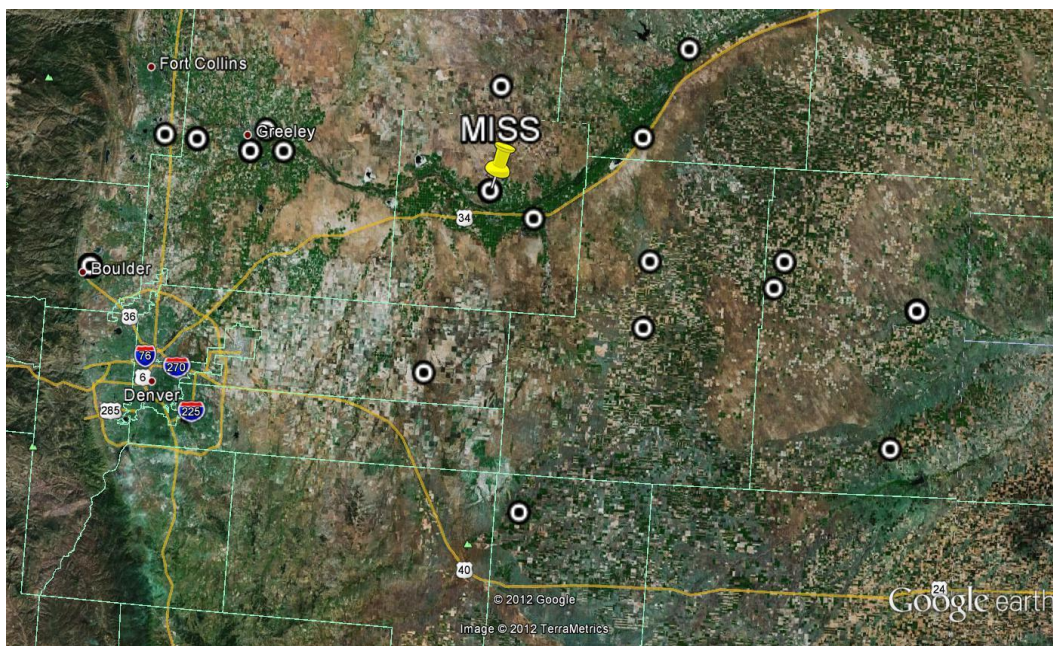 Fort Collins
Greeley
MISS
34
Boulder
36
76
270
6
Denver
285
225
40
24
© 2012 Google
Google earth
Image © 2012 TerraMetrics